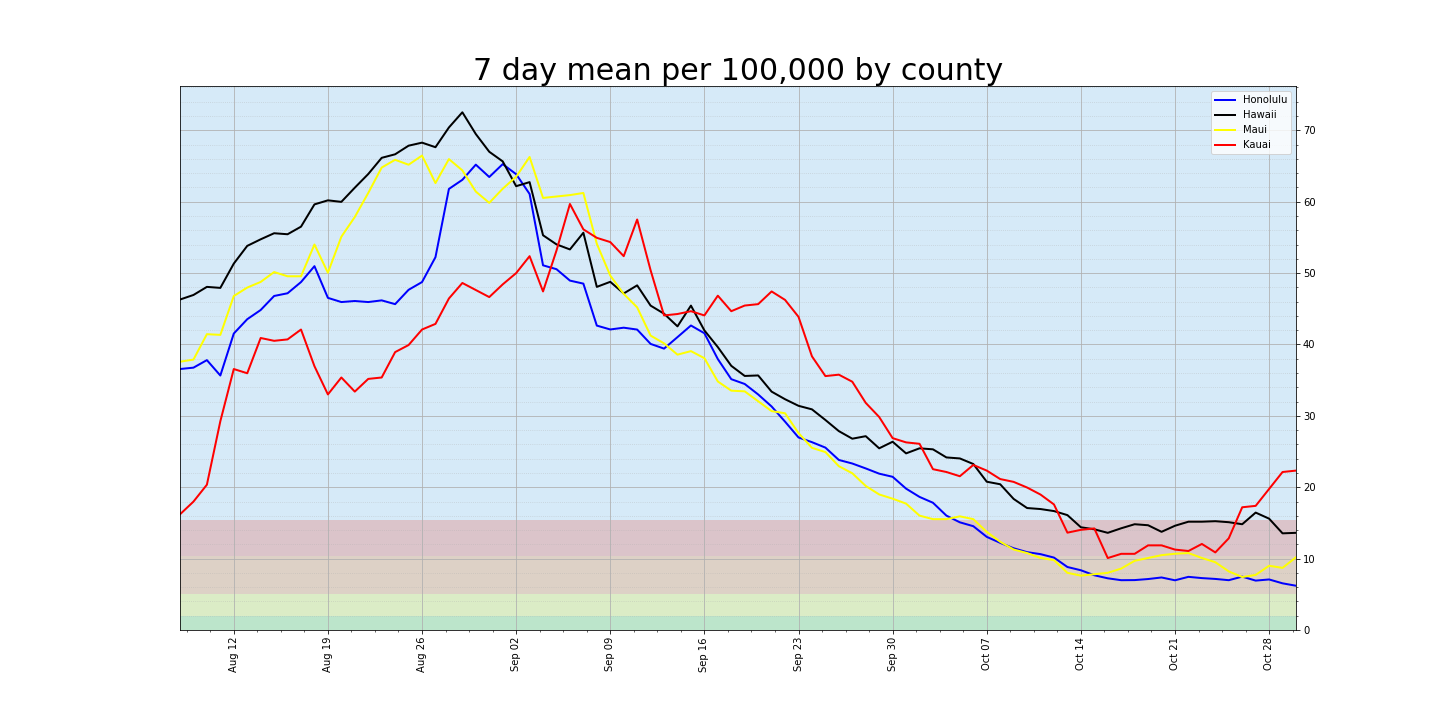 7 day mean per 100,000 by county
Honolulu
Hawaii
Maui
Kauai
70
60
50
40
30
20
10
0
Aug 12
Aug 19
Aug 26
Sep 02
Sep 09
Sep 16
Sep 23
Sep 30
Oct 07
Oct 14
Oct 21
Oct 28